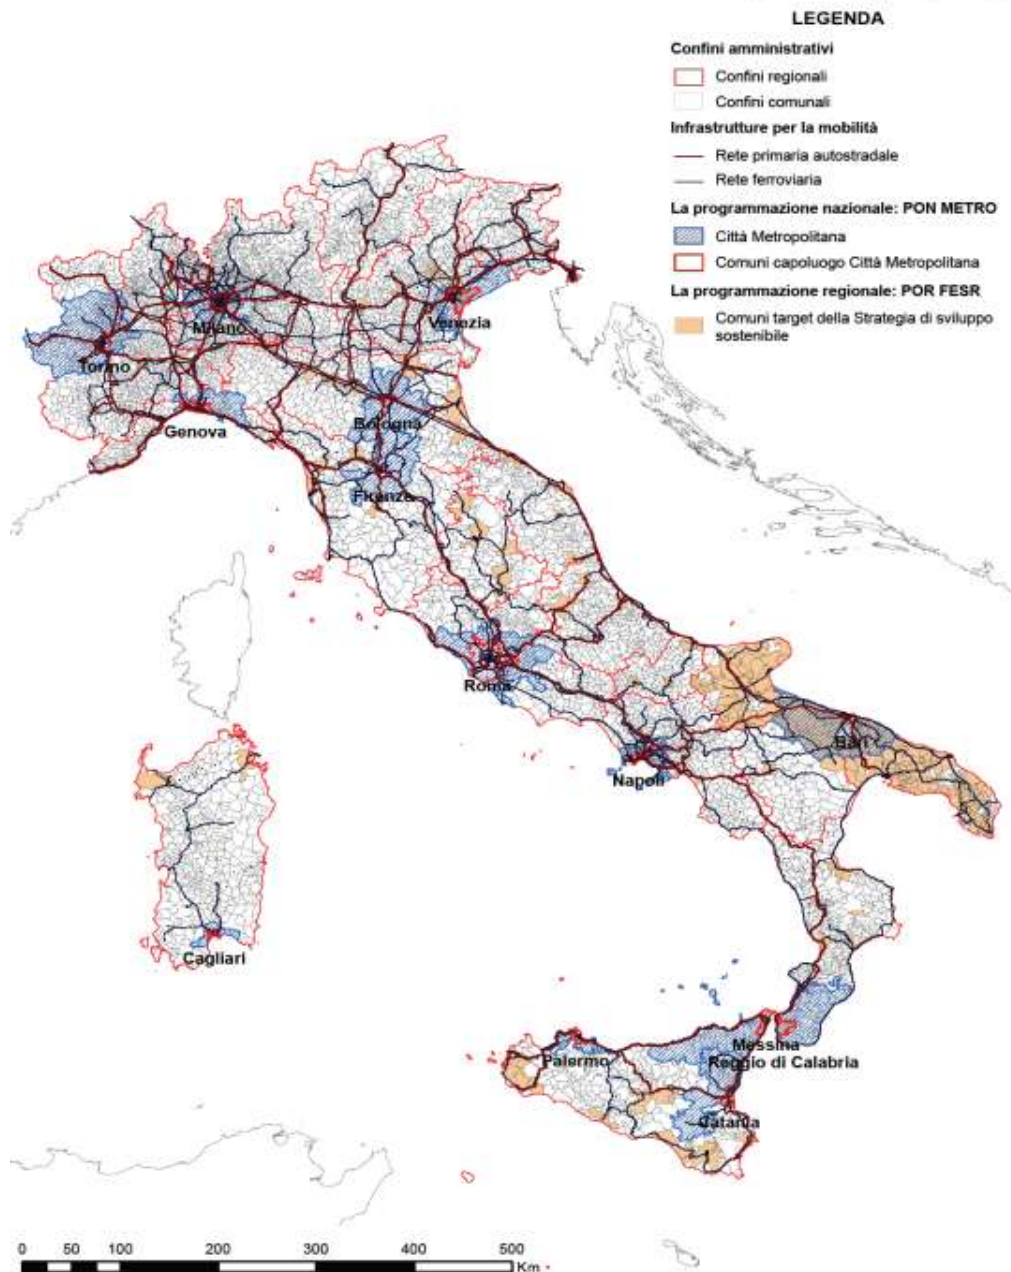 LEGENDA
Confini amministrativi
Confini regionali
Confini comunali
Infrastrutture per la mobilità
Rete primaria autostradale
Rete ferroviaria
La programmazione nazionale: PON METRO
Città Metropolitana
Comuni capoluogo Città Metropolitana
La programmazione regionale: POR FESR
Comuni target della Strategia di sviluppo
sostenibile
Milano
Venezia
Torino
Genova
Bologna
Firenze
Roma
Bari
Napoli
Cagliari
Messina
Palermo
Reggio di Calabria
Catania
0 50 100 200 300 400 500
Km